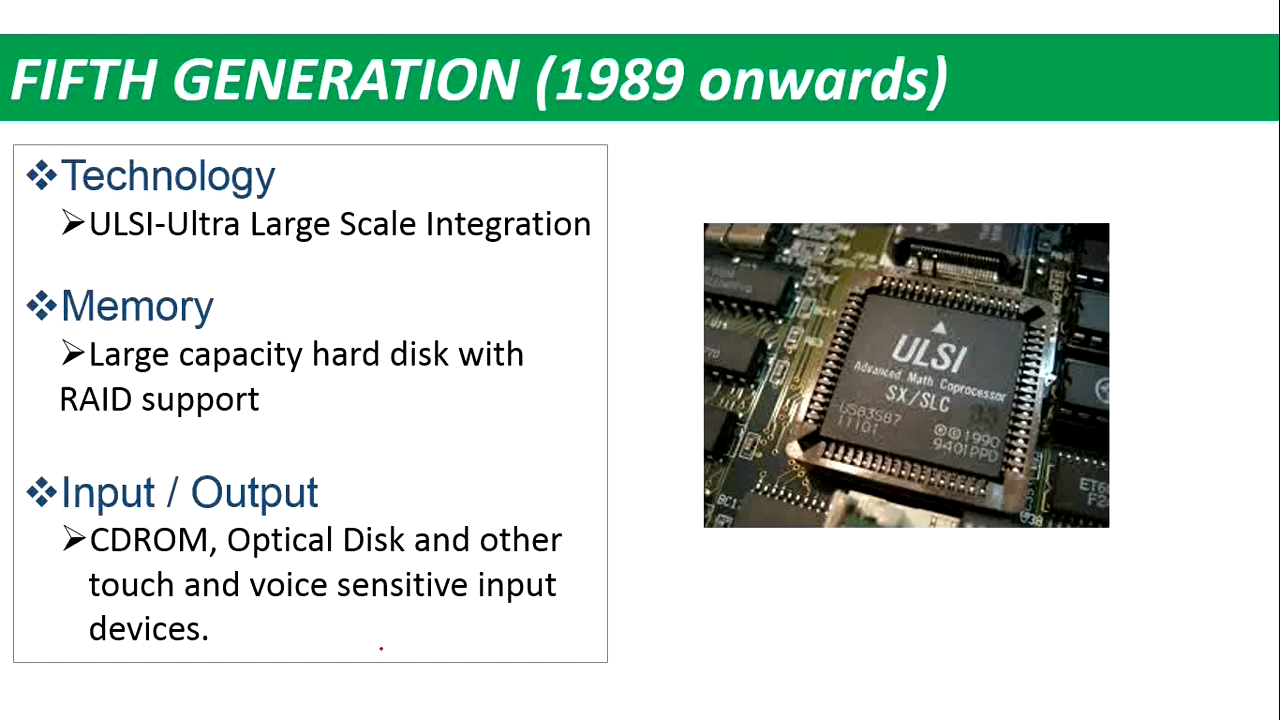 FIFTH GENERATION (1989 onwards)
❖Technology
➢ULSI-Ultra Large Scale Integration
❖Memory
➢Large capacity hard disk with
RAID support
❖Input / Output
➢CDROM, Optical Disk and other
touch and voice sensitive input
devices.
ULSI
Advanced Math Coprocessor
SX/SLC
US83S87
©©1990
9401PPD